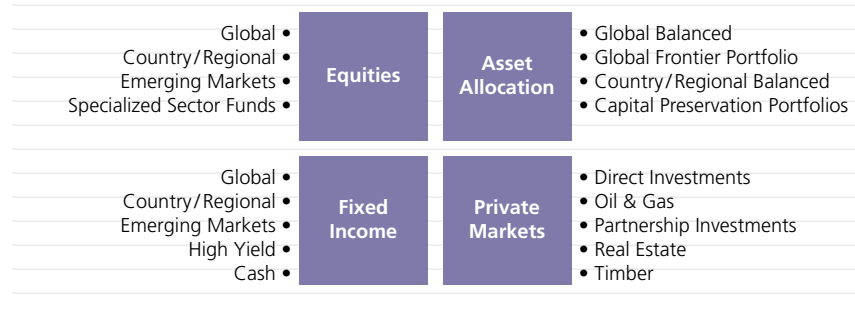 Global •
Country/Regional •
Emerging Markets •
Specialized Sector Funds •
Equities
Asset
Allocation
• Global Balanced
• Global Frontier Portfolio
• Country/Regional Balanced
• Capital Preservation Portfolios
Global •
Country/Regional •
Emerging Markets •
High Yield •
Cash •
Fixed
Income
Private
Markets
• Direct Investments
• Oil & Gas
• Partnership Investments
• Real Estate
• Timber